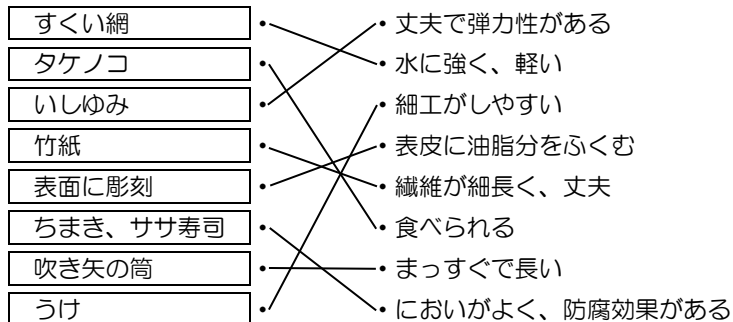 すくい網 • • 丈夫で弾力性がある
タケノコ • • 水に強く、軽い
いしゆみ • • 細工がしやすい
竹紙 • • 表皮に油脂分をふくむ
表面に彫刻 • • 繊維が細長く、丈夫
ちまき、ササ寿司 • • 食べられる
吹き矢の筒 • • まっすぐで長い
うけ • • においがよく、防腐効果がある